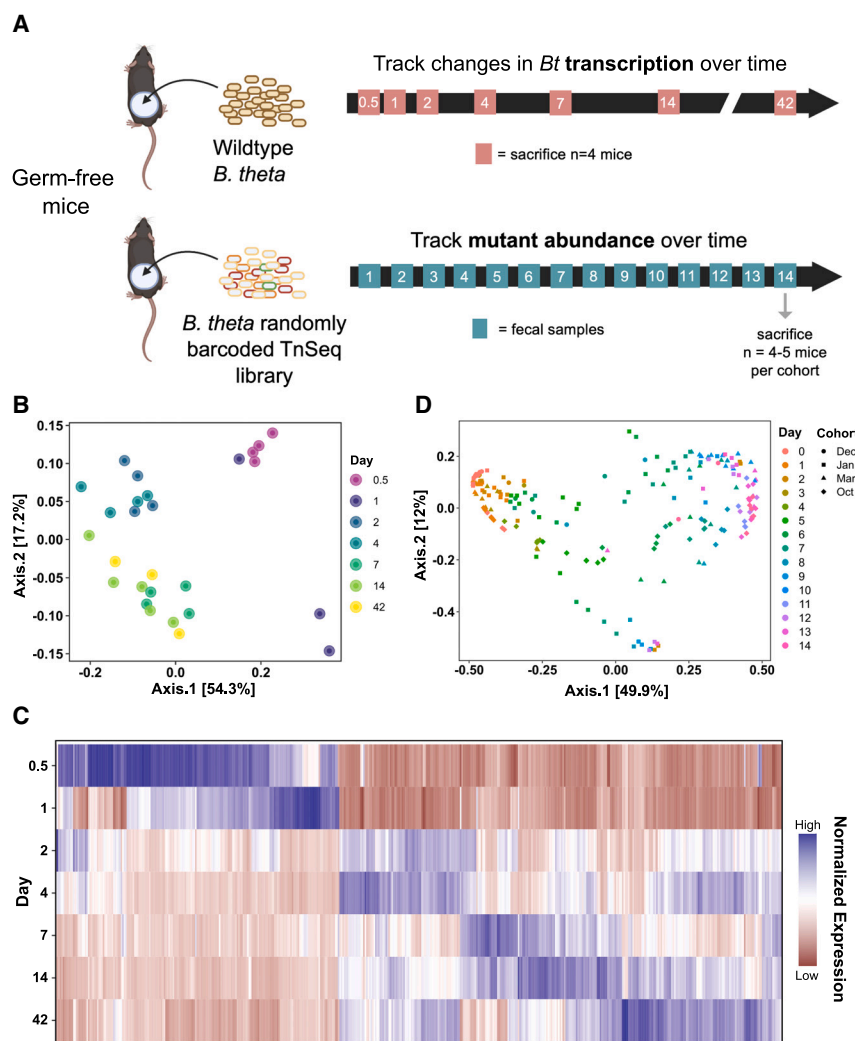 A
Germ-free
mice
Wildtype
B. theta
Track changes in Bt transcription over time
0.5 1 2 4 7 14 42
= sacrifice n=4 mice
B. theta randomly
barcoded TnSeq
library
Track mutant abundance over time
1 2 3 4 5 6 7 8 9 10 11 12 13 14
= fecal samples
sacrifice
n = 4-5 mice
per cohort
B
Axis.2 [17.2%]
0.15
0.10
0.05
0.00
-0.05
-0.10
-0.15
-0.2 0.0 0.2
Axis.1 [54.3%]
Day
0.5
1
2
4
7
14
42
D
Axis.2 [12%]
0.2
0.0
-0.2
-0.4
-0.50 -0.25 0.00 0.25 0.50
Axis.1 [49.9%]
Day
0
1
2
3
4
5
6
7
8
9
10
11
12
13
14
Cohor
Dec
Jan
Mar
Oct
C
Day
0.5
1
2
4
7
14
42
High
Low
Normalized Expression